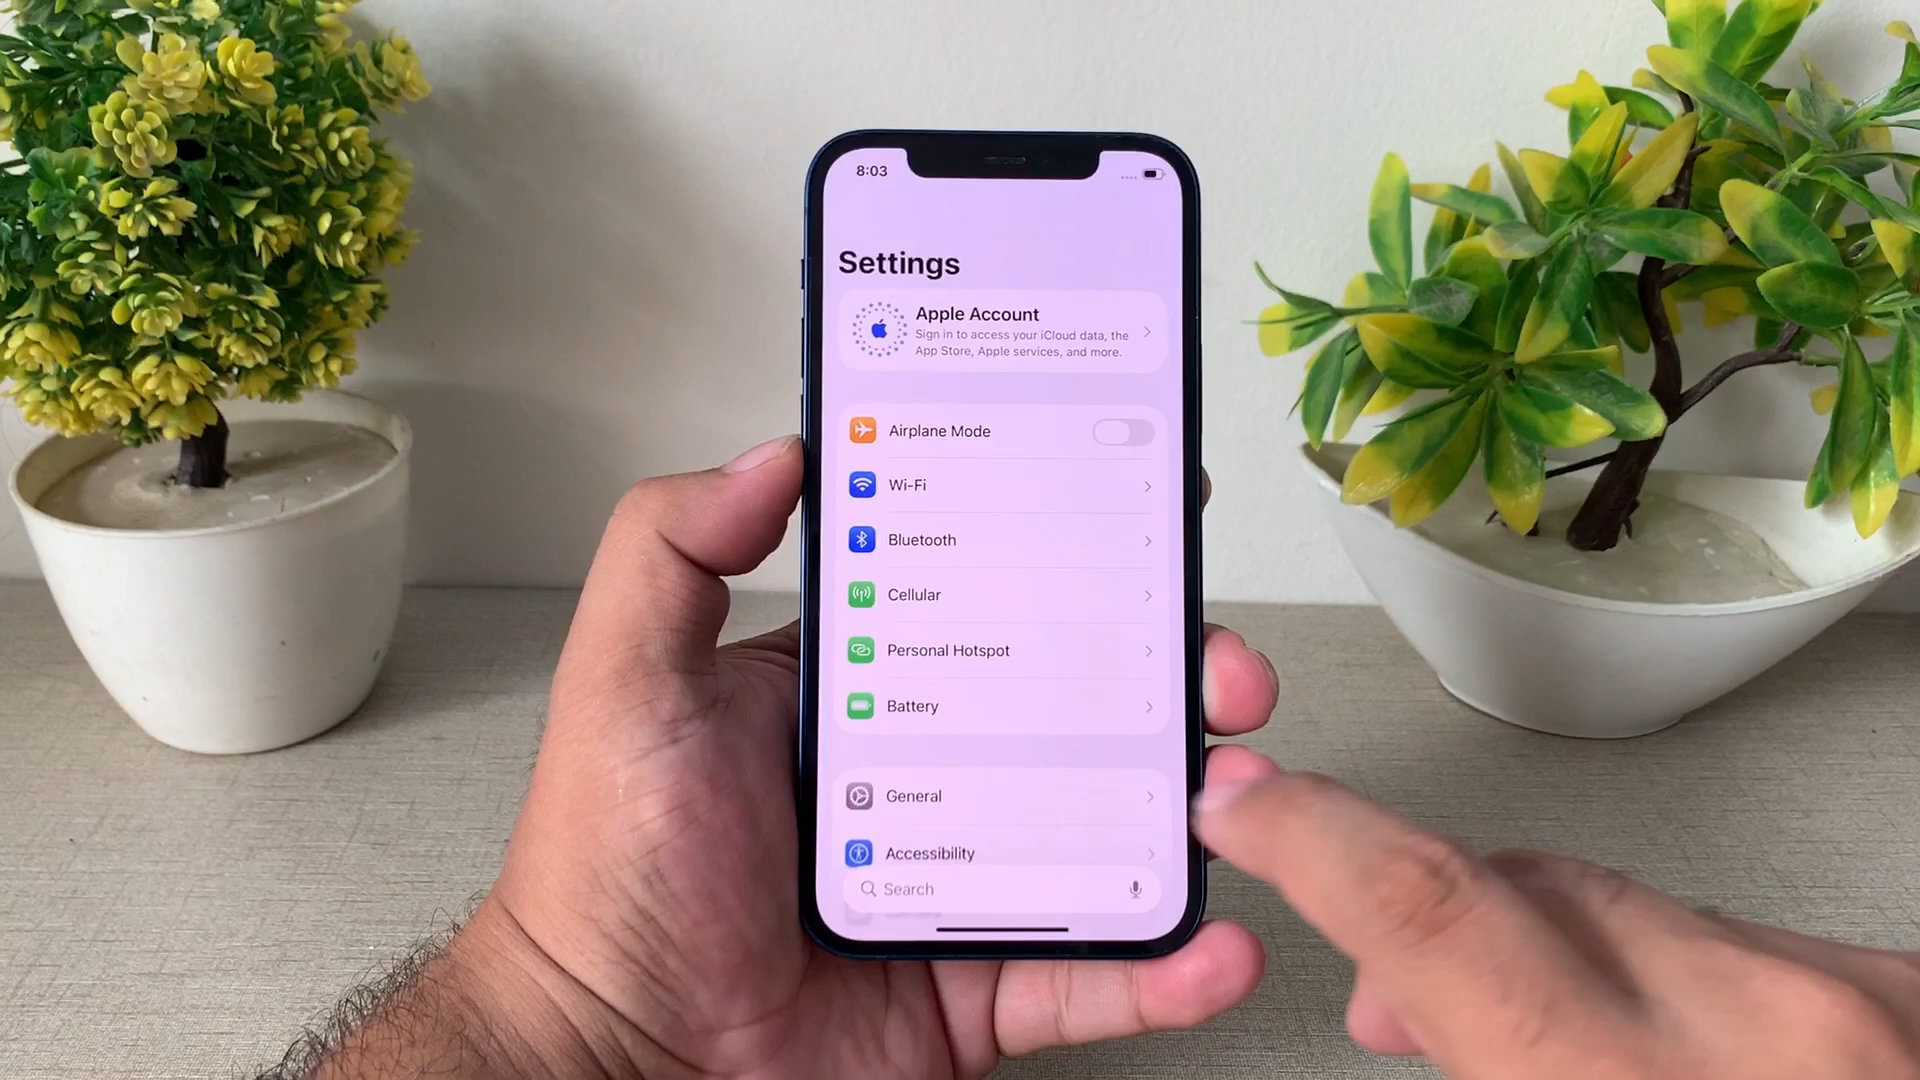 8:03
Settings
Apple Account
Sign in to access your iCloud data, the
App Store, Apple services, and more.
Airplane Mode
Wi-Fi
Bluetooth
Cellular
Personal Hotspot
Battery
General
Accessibility
Search